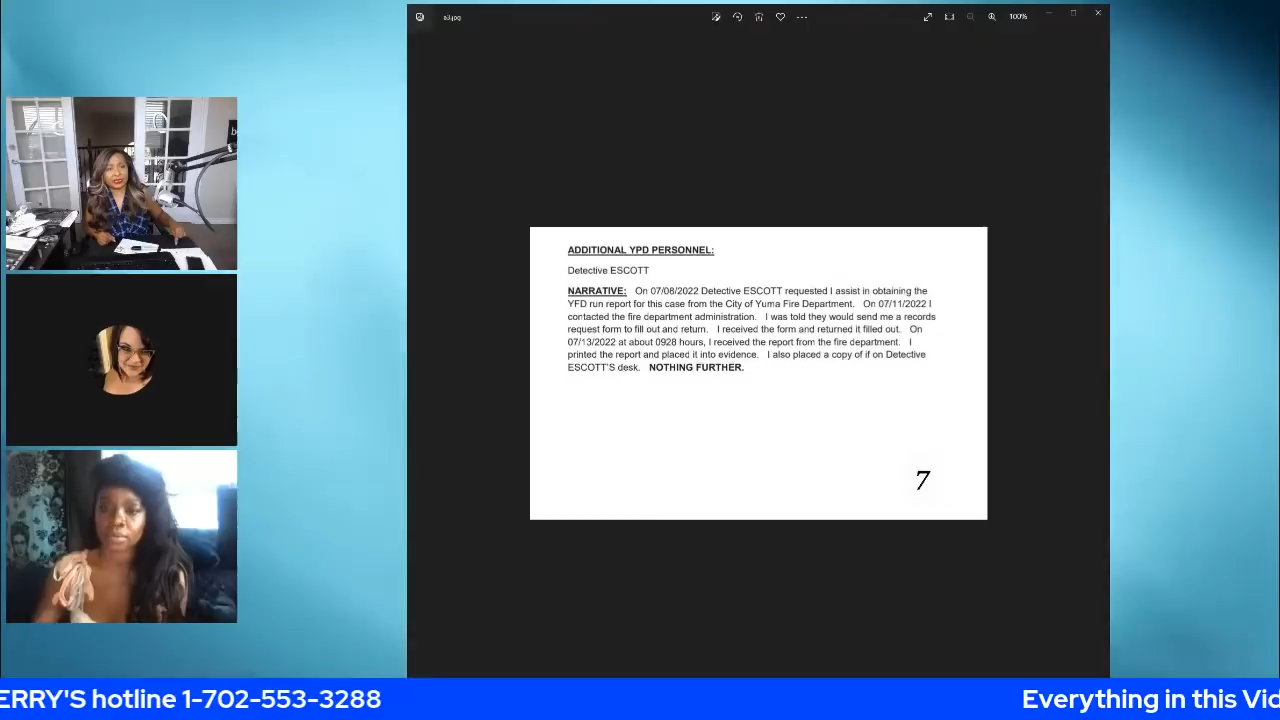 a3.jpg
100%
ADDITIONAL YPD PERSONNEL:
Detective ESCOTT
NARRATIVE: On 07/08/2022 Detective ESCOTT requested I assist in obtaining the
YFD run report for this case from the City of Yuma Fire Department. On 07/11/2022 I
contacted the fire department administration. I was told they would send me a records
request form to fill out and return. I received the form and returned it filled out. On
07/13/2022 at about 0928 hours, I received the report from the fire department. I
printed the report and placed it into evidence. I also placed a copy of if on Detective
ESCOTT'S desk. NOTHING FURTHER.
7
ERRY'S hotline 1-702-553-3288
Everything in this Vid